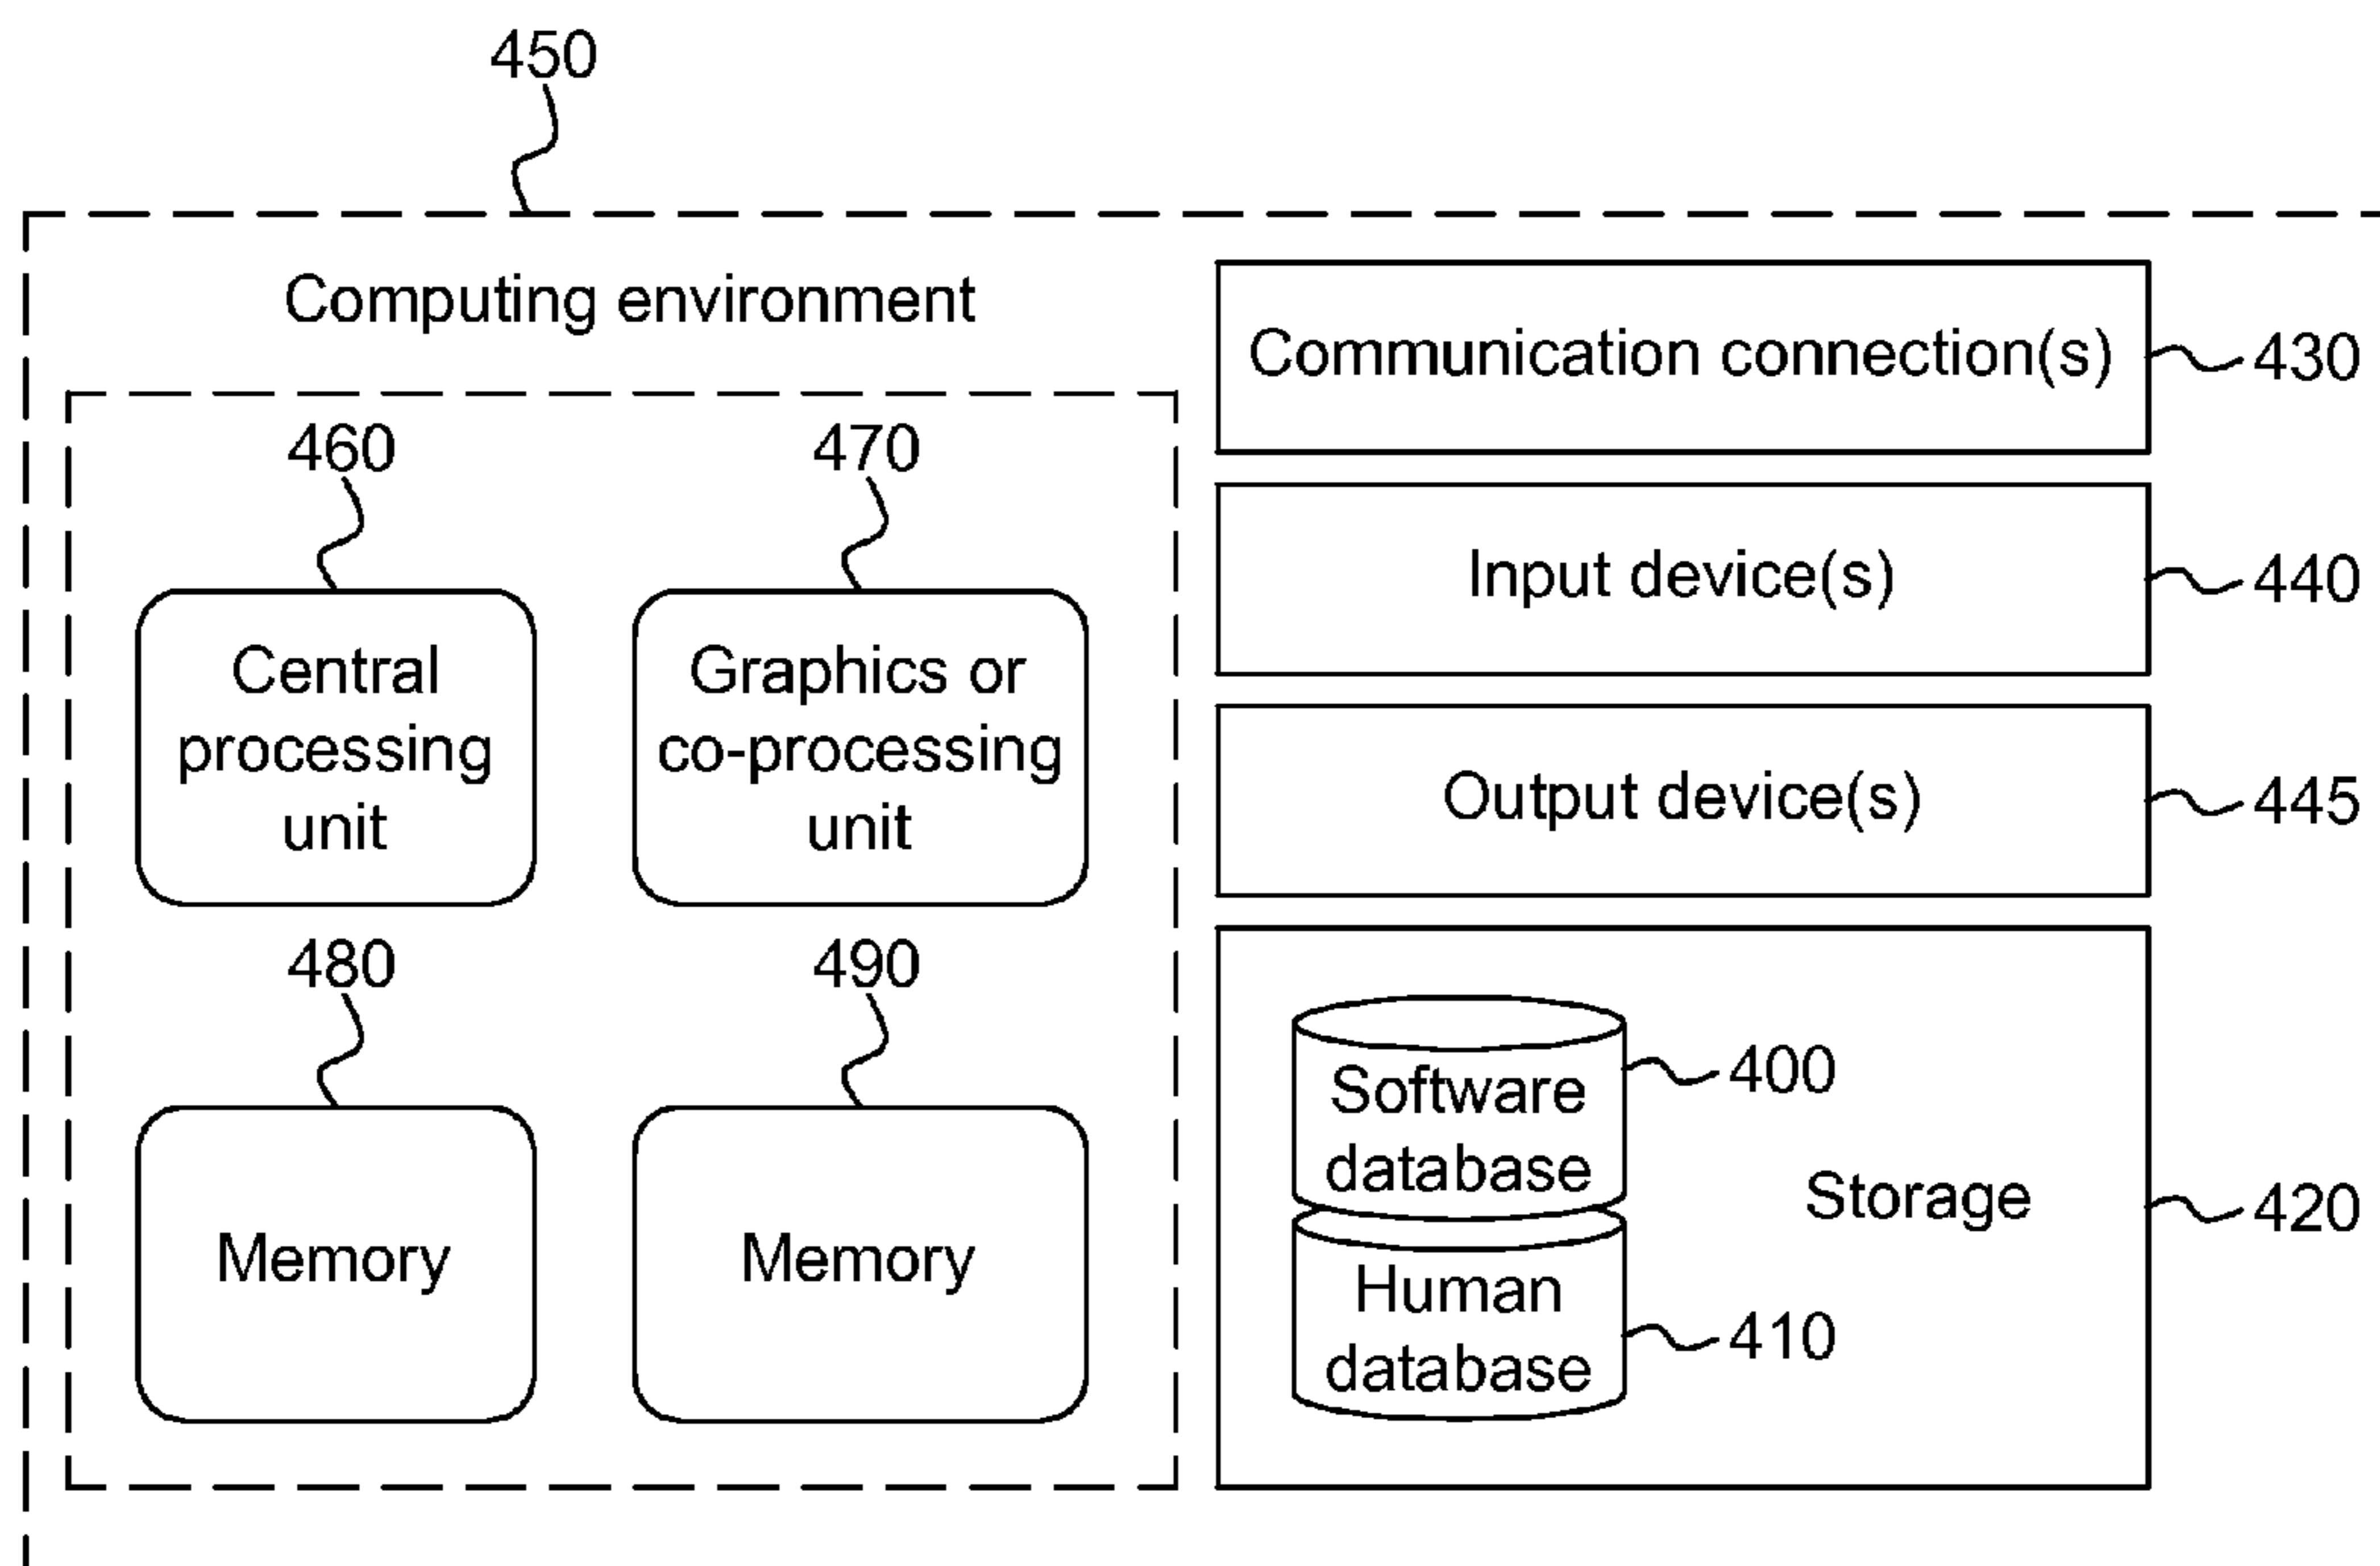 450
Computing environment
460
470
Central
processing
unit
Graphics or
co-processing
unit
480
490
Memory
Memory
Communication connection(s)
430
Input device(s)
440
Output device(s)
445
Software
database
400
Storage
420
Human
database
410